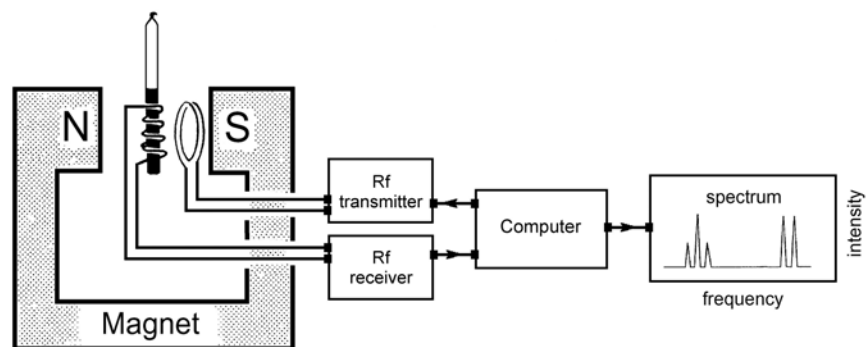 N
S
Magnet
Rf
transmitter
Rf
receiver
Computer
spectrum
intensity
frequency